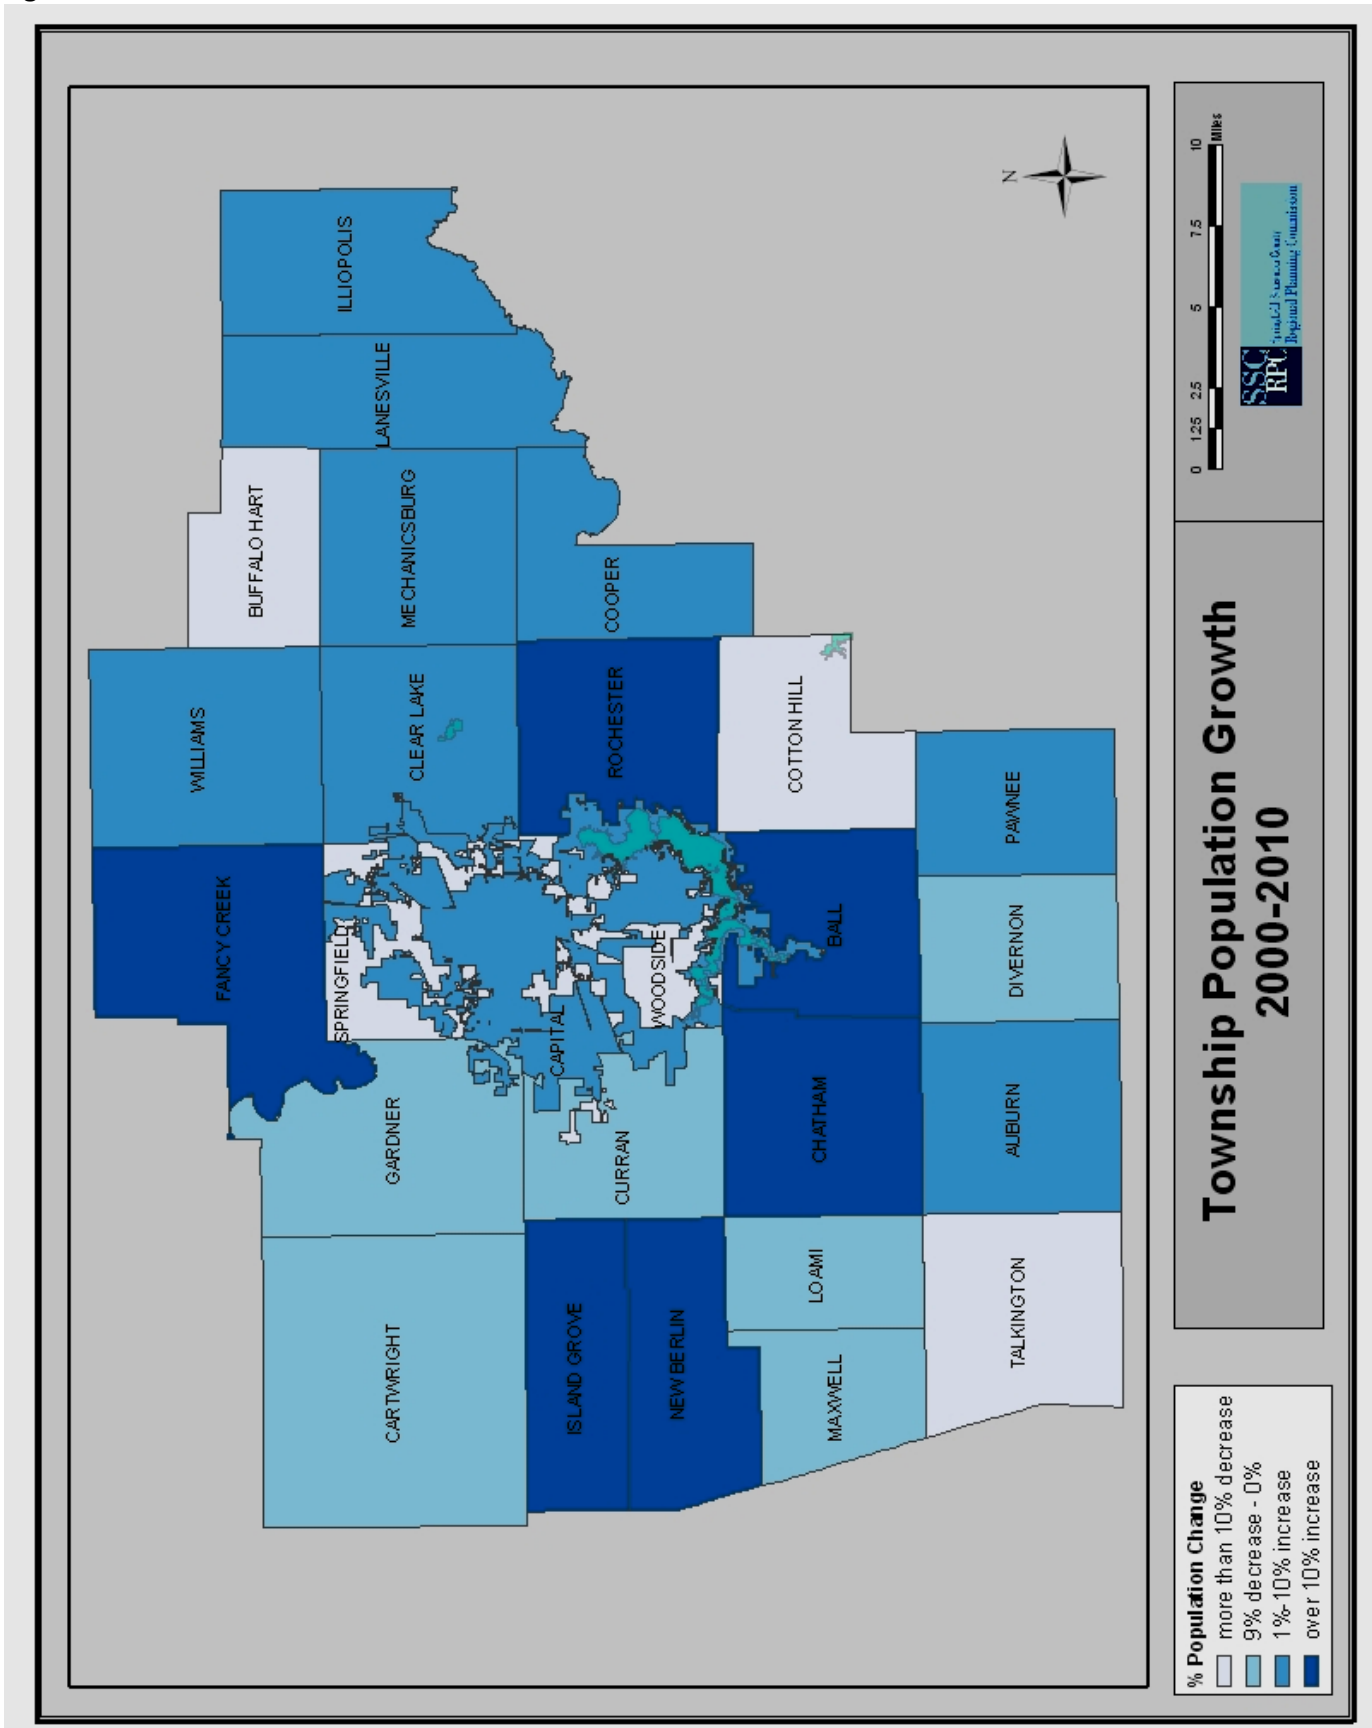 N
WILLIAMS
FANCY CREEK
BUFFALO HART
ILLIOPOLIS
LANESVILLE
MECHANICSBURG
CLEAR LAKE
SPRINGFIELD
GARDNER
CARTWRIGHT
CAPITAL
COOPER
ROCHESTER
WOODSIDE
CURRAN
ISLAND GROVE
NEW BERLIN
COTTON HILL
BALL
CHATHAM
LOAMI
MAXWELL
PAWNEE
DIVERNON
AUBURN
TALKINGTON
% Population Change
more than 10% decrease
9% decrease - 0%
1%-10% increase
over 10% increase
Township Population Growth
2000-2010
0 1.25 2.5 5 7.5 10
Miles
SSC
RPC
Springfield Sangamon County
Regional Planning Commission